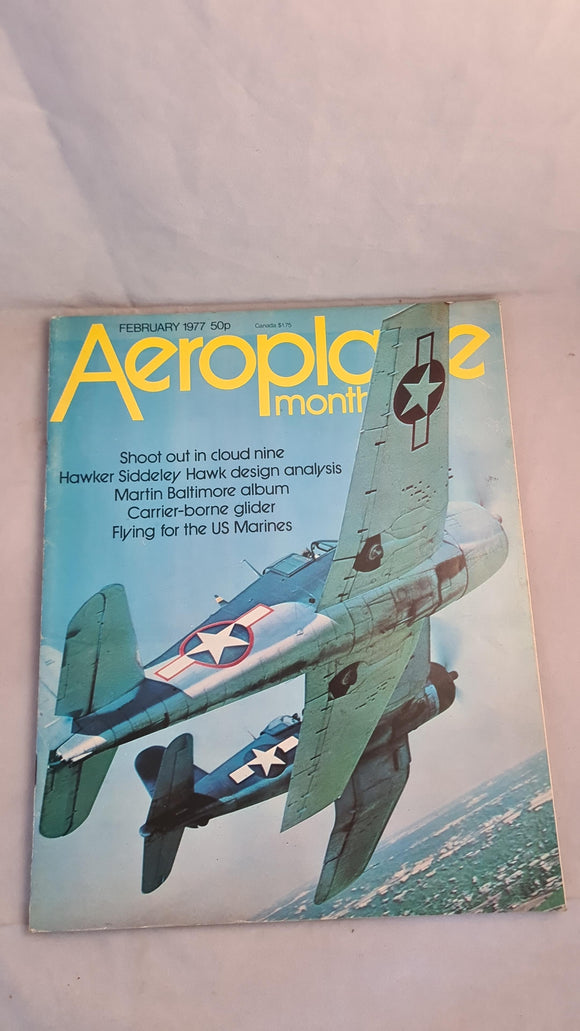 FEBRUARY 1977 50p Canada $1.75
Aeroplane
month
Shoot out in cloud nine
Hawker Siddeley Hawk design analysis
Martin Baltimore album
Carrier-borne glider
Flying for the US Marines